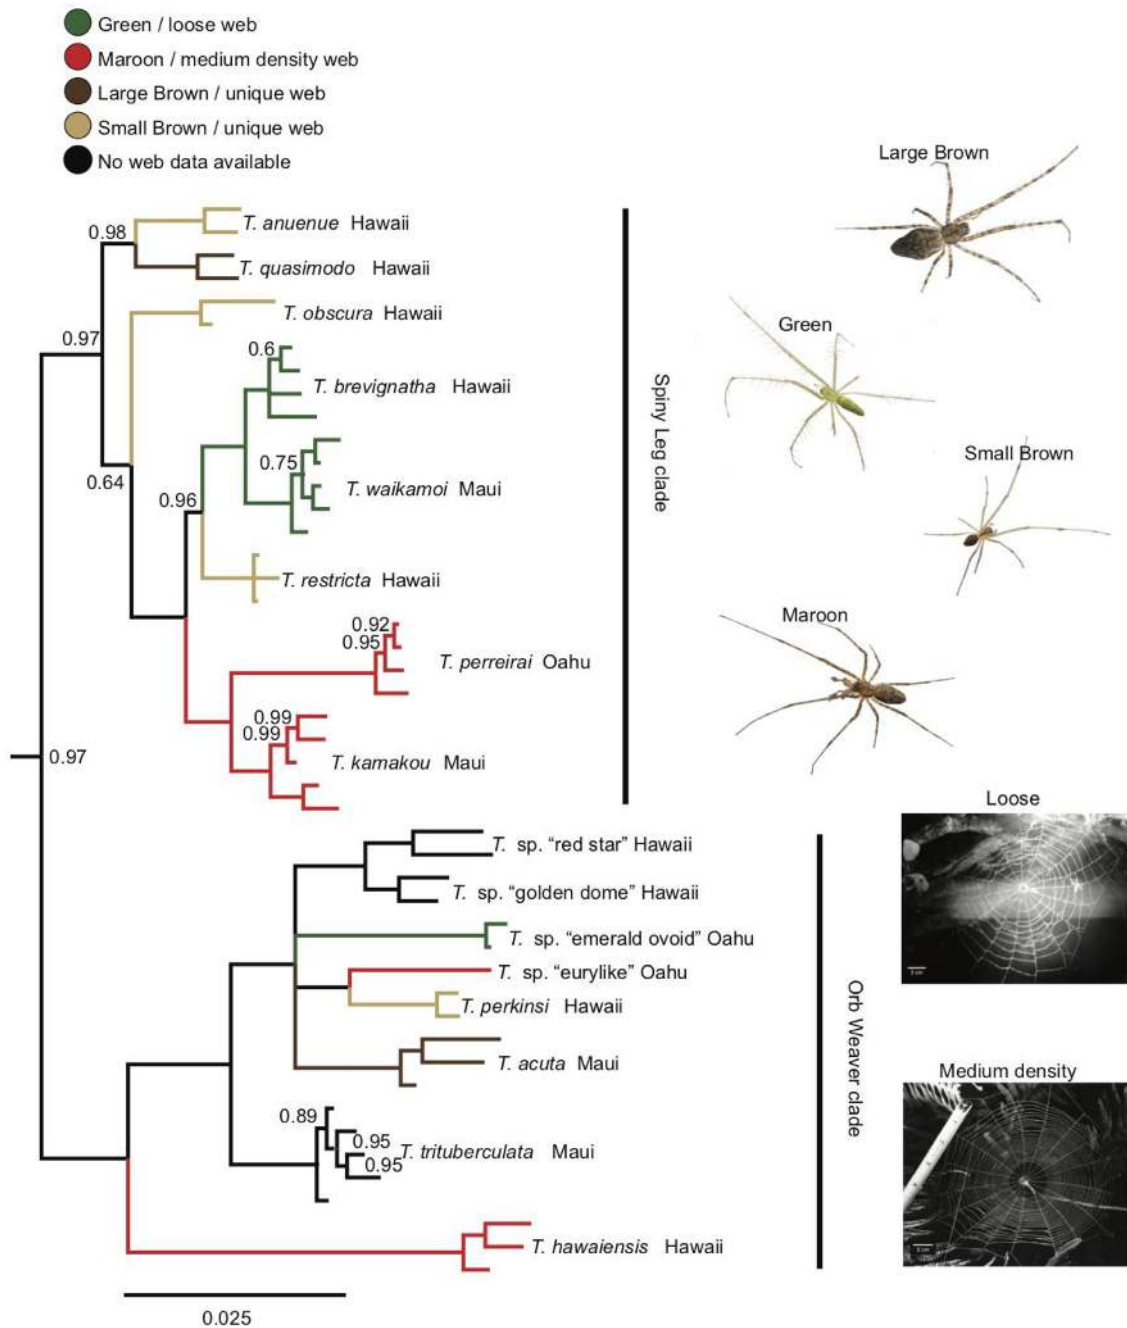 Green / loose web
Maroon / medium density web
Large Brown / unique web
Small Brown / unique web
No web data available
Large Brown
Green
Small Brown
Maroon
Loose
Medium density
0.98
T. anuenue Hawaii
T. quasimodo Hawaii
0.97
T. obscura Hawaii
0.6
T. brevignatha Hawaii
0.75
0.64
T. waikamoi Maui
0.96
T. restricta Hawaii
0.92
0.95
T. perreirai Oahu
0.99
0.99
T. kamakou Maui
0.97
Spiny Leg clade
T. sp. “red star” Hawaii
T. sp. “golden dome” Hawaii
T. sp. “emerald ovoid” Oahu
T. sp. “eurylike” Oahu
T. perkinsi Hawaii
T. acuta Maui
0.89
0.95
0.95
T. trituberculata Maui
T. hawaiensis Hawaii
Orb Weaver clade
0.025